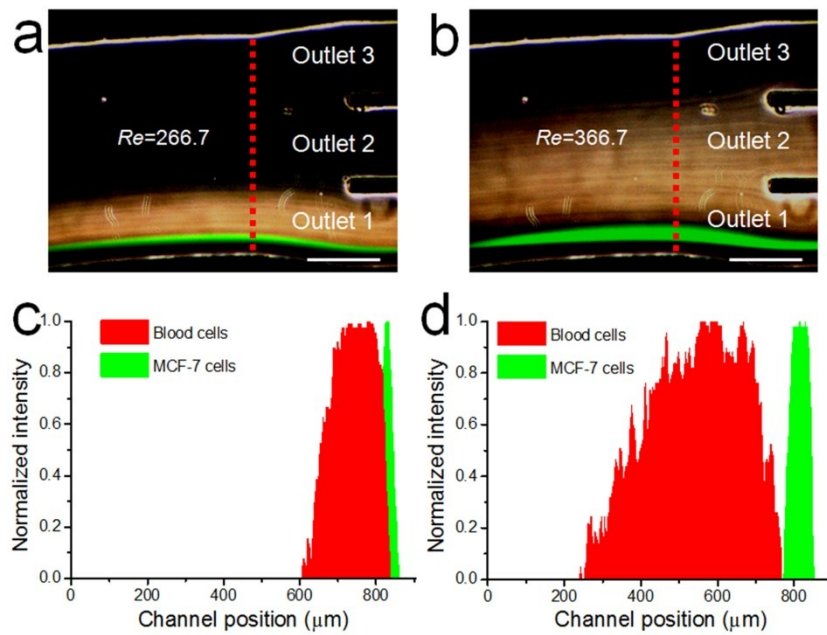 a
Outlet 3
Re=266.7
Outlet 2
Outlet 1
b
Outlet 3
Re=366.7
Outlet 2
Outlet 1
c
1.0
0.8
0.6
0.4
0.2
0.0
Normalized intensity
Blood cells
MCF-7 cells
0 200 400 600 800
Channel position (μm)
d
1.0
0.8
0.6
0.4
0.2
0.0
Normalized intensity
Blood cells
MCF-7 cells
0 200 400 600 800
Channel position (μm)